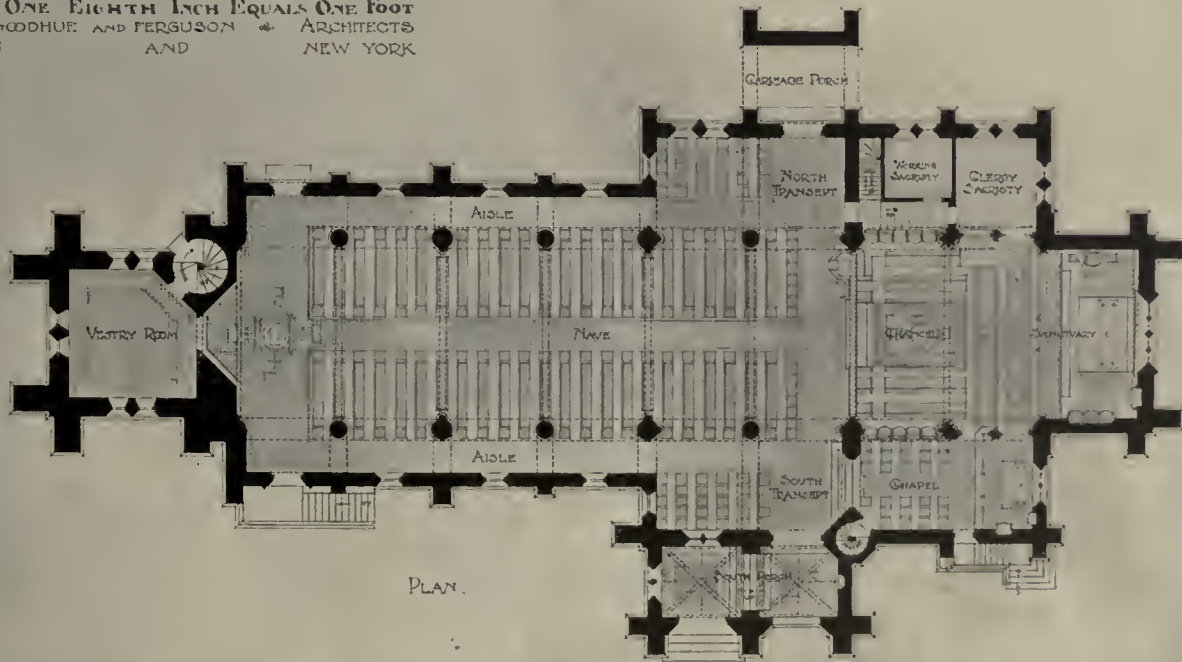 ONE EIGHTH INCH EQUALS ONE FOOT
GOODHUE AND FERGUSON ARCHITECTS
AND NEW YORK
CARRIAGE PORCH
NORTH
TRANSEPT
WORKING
SACRISTY
CLERGY
SACRISTY
AISLE
VESTRY ROOM
NAVE
CHANCEL
SANCTUARY
AISLE
SOUTH
TRANSEPT
CHAPEL
SOUTH PORCH
PLAN.